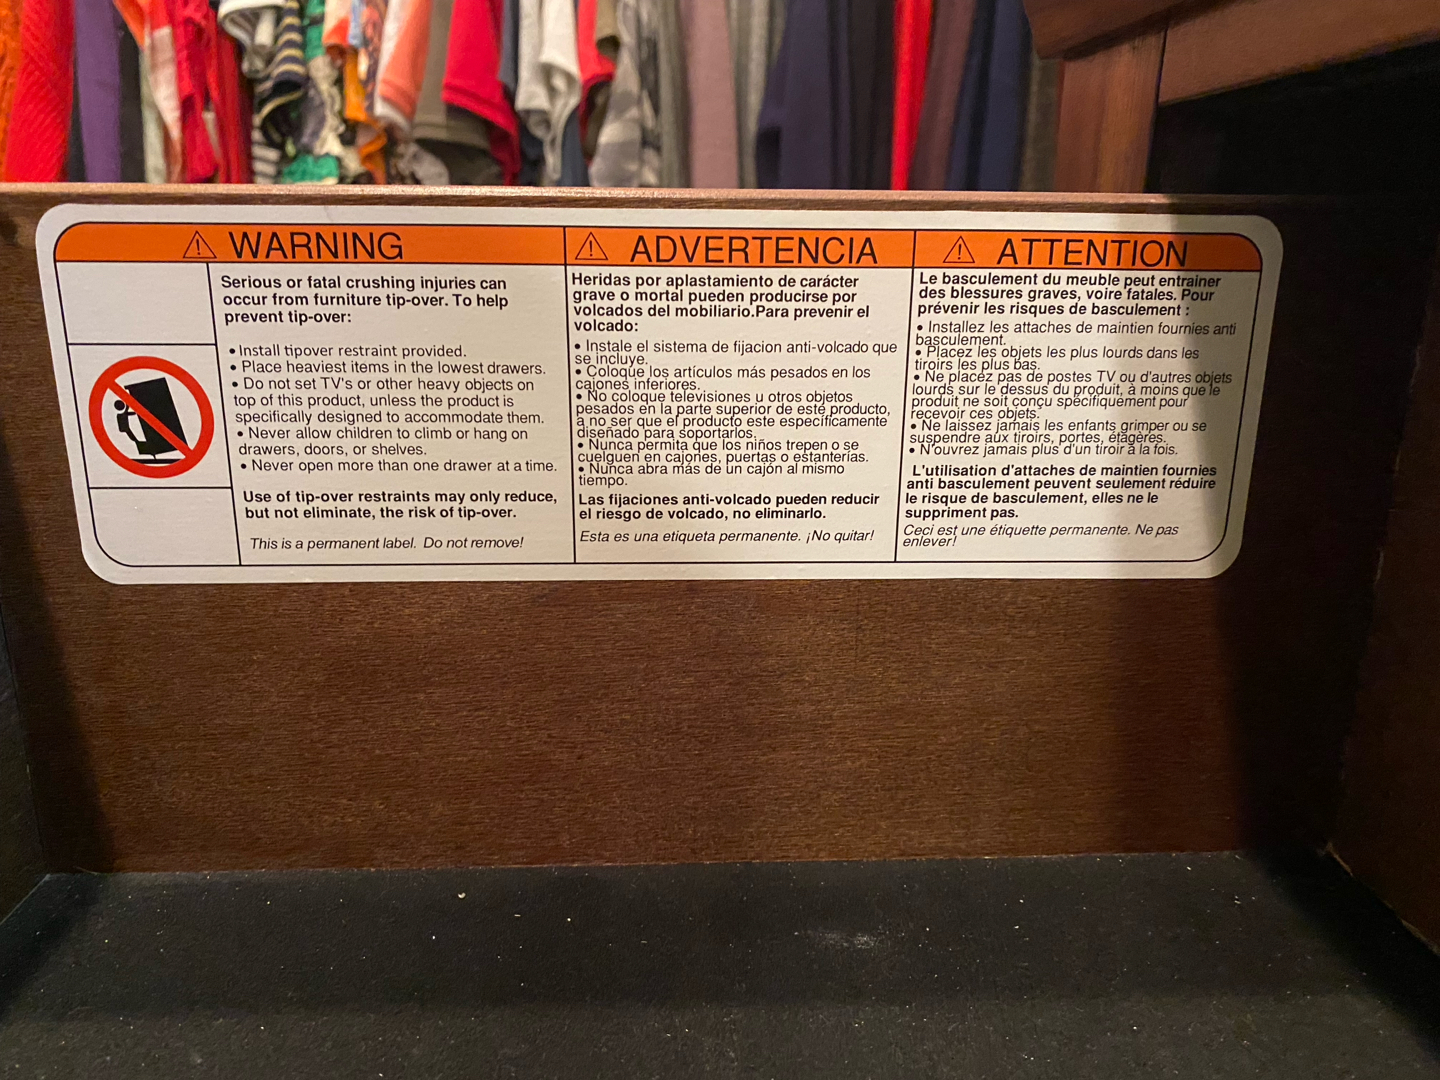 WARNING
Serious or fatal crushing injuries can
occur from furniture tip-over. To help
prevent tip-over:
• Install tipover restraint provided.
• Place heaviest items in the lowest drawers.
• Do not set TV's or other heavy objects on
top of this product, unless the product is
specifically designed to accommodate them.
• Never allow children to climb or hang on
drawers, doors, or shelves.
• Never open more than one drawer at a time.
Use of tip-over restraints may only reduce,
but not eliminate, the risk of tip-over.
This is a permanent label. Do not remove!
ADVERTENCIA
Heridas por aplastamiento de carácter
grave o mortal pueden producirse por
volcados del mobiliario.Para prevenir el
volcado:
• Instale el sistema de fijacion anti-volcado que
se incluye.
• Coloque los artículos más pesados en los
cajones inferiores.
• No coloque televisiones u otros objetos
pesados en la parte superior de este producto,
a no ser que el producto este específicamente
diseñado para soportarlos.
• Nunca permita que los niños trepen o se
cuelguen en cajones, puertas o estanterías.
• Nunca abra más de un cajón al mismo
tiempo.
Las fijaciones anti-volcado pueden reducir
el riesgo de volcado, no eliminarlo.
Esta es una etiqueta permanente. ¡No quitar!
ATTENTION
Le basculement du meuble peut entrainer
des blessures graves, voire fatales. Pour
prévenir les risques de basculement :
• Installez les attaches de maintien fournies anti
basculement.
• Placez les objets les plus lourds dans les
tiroirs les plus bas.
• Ne placez pas de postes TV ou d'autres objets
lourds sur le dessus du produit, à moins que le
produit ne soit conçu spécifiquement pour
recevoir ces objets.
• Ne laissez jamais les enfants grimper ou se
suspendre aux tiroirs, portes, étagères.
• N'ouvrez jamais plus d'un tiroir à la fois.
L'utilisation d'attaches de maintien fournies
anti basculement peuvent seulement réduire
le risque de basculement, elles ne le
suppriment pas.
Ceci est une étiquette permanente. Ne pas
enlever!